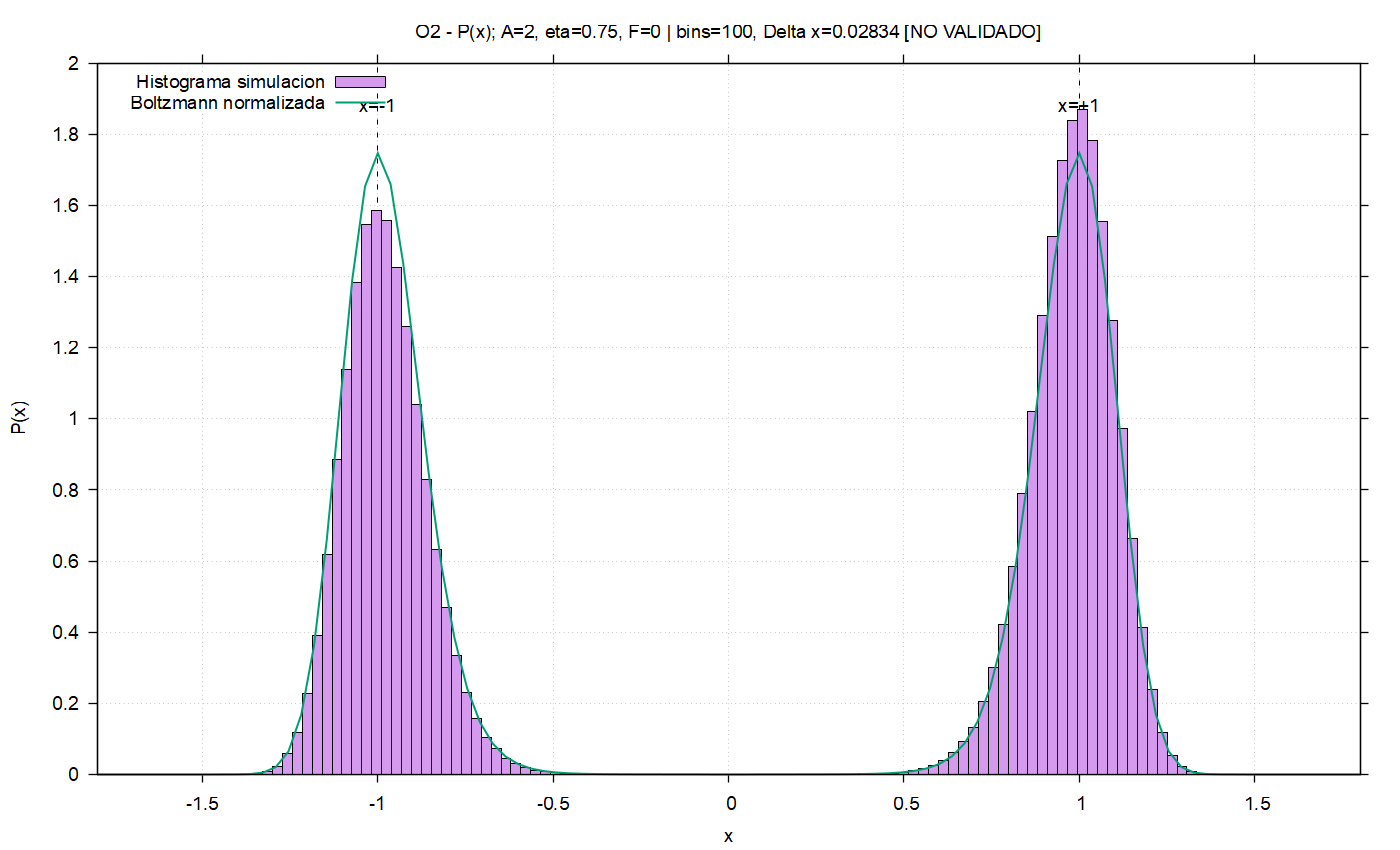 O2 - P(x); A=2, eta=0.75, F=0 | bins=100, Delta x=0.02834 [NO VALIDADO]
Histograma simulacion
Boltzmann normalizada
x=-1
x=+1
P(x)
2
1.8
1.6
1.4
1.2
1
0.8
0.6
0.4
0.2
0
-1.5
-1
-0.5
0
0.5
1
1.5
x